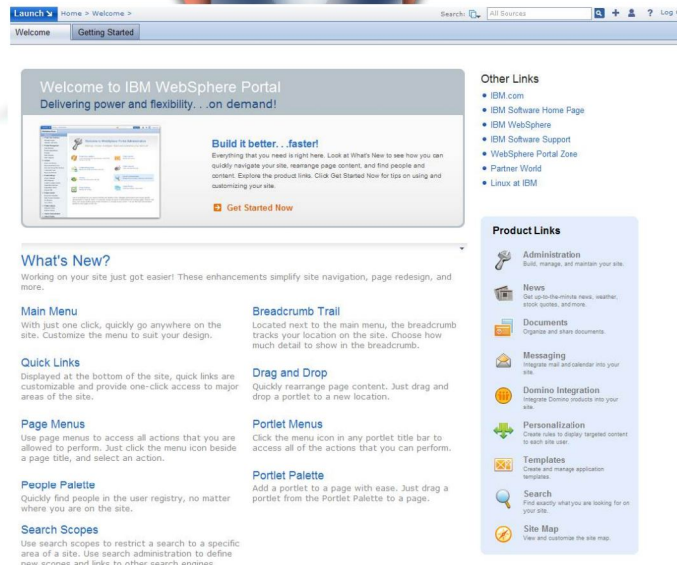 Launch Home > Welcome > Search: All Sources + ? Log
Welcome Getting Started
Welcome to IBM WebSphere Portal
Delivering power and flexibility. . .on demand!
Build it better. . .faster!
Everything that you need is right here. Look at What's New to see how you can
quickly navigate your site, rearrange page content, and find people and
content. Explore the product links. Click Get Started Now for tips on using and
customizing your site.
Get Started Now
What's New?
Working on your site just got easier! These enhancements simplify site navigation, page redesign, and
more.
Main Menu
With just one click, quickly go anywhere on the
site. Customize the menu to suit your design.
Quick Links
Displayed at the bottom of the site, quick links are
customizable and provide one-click access to major
areas of the site.
Page Menus
Use page menus to access all actions that you are
allowed to perform. Just click the menu icon beside
a page title, and select an action.
People Palette
Quickly find people in the user registry, no matter
where you are on the site.
Search Scopes
Use search scopes to restrict a search to a specific
area of a site. Use search administration to define
new scopes and links to other search engines
Breadcrumb Trail
Located next to the main menu, the breadcrumb
tracks your location on the site. Choose how
much detail to show in the breadcrumb.
Drag and Drop
Quickly rearrange page content. Just drag and
drop a portlet to a new location.
Portlet Menus
Click the menu icon in any portlet title bar to
access all of the actions that you can perform.
Portlet Palette
Add a portlet to a page with ease. Just drag a
portlet from the Portlet Palette to a page.
Other Links
IBM.com
IBM Software Home Page
IBM WebSphere
IBM Software Support
WebSphere Portal Zone
Partner World
Linux at IBM
Product Links
Administration
Build, manage, and maintain your site.
News
Get up-to-the-minute news, weather,
stock quotes, and more.
Documents
Organize and share documents.
Messaging
Integrate mail and calendar into your
site.
Domino Integration
Integrate Domino products into your
site.
Personalization
Create rules to display targeted content
to each site user.
Templates
Create and manage application
templates.
Search
Find exactly what you are looking for on
your site.
Site Map
View and customize the site map.